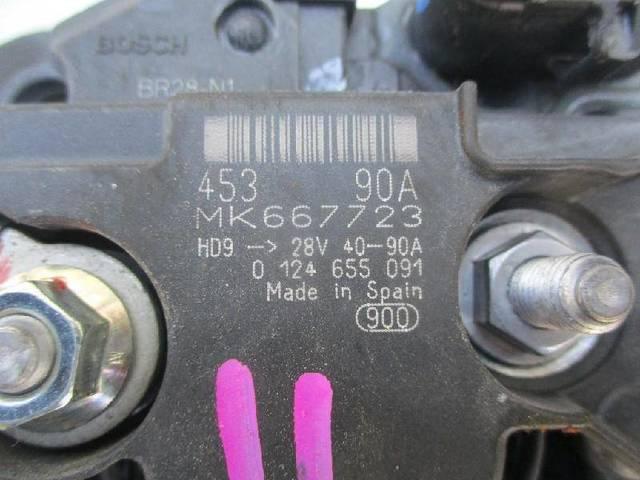 BOSCH
BR28-N1
453 90A
MK667723
HD9 -> 28V 40-90A
0 124 655 091
Made in Spain
900